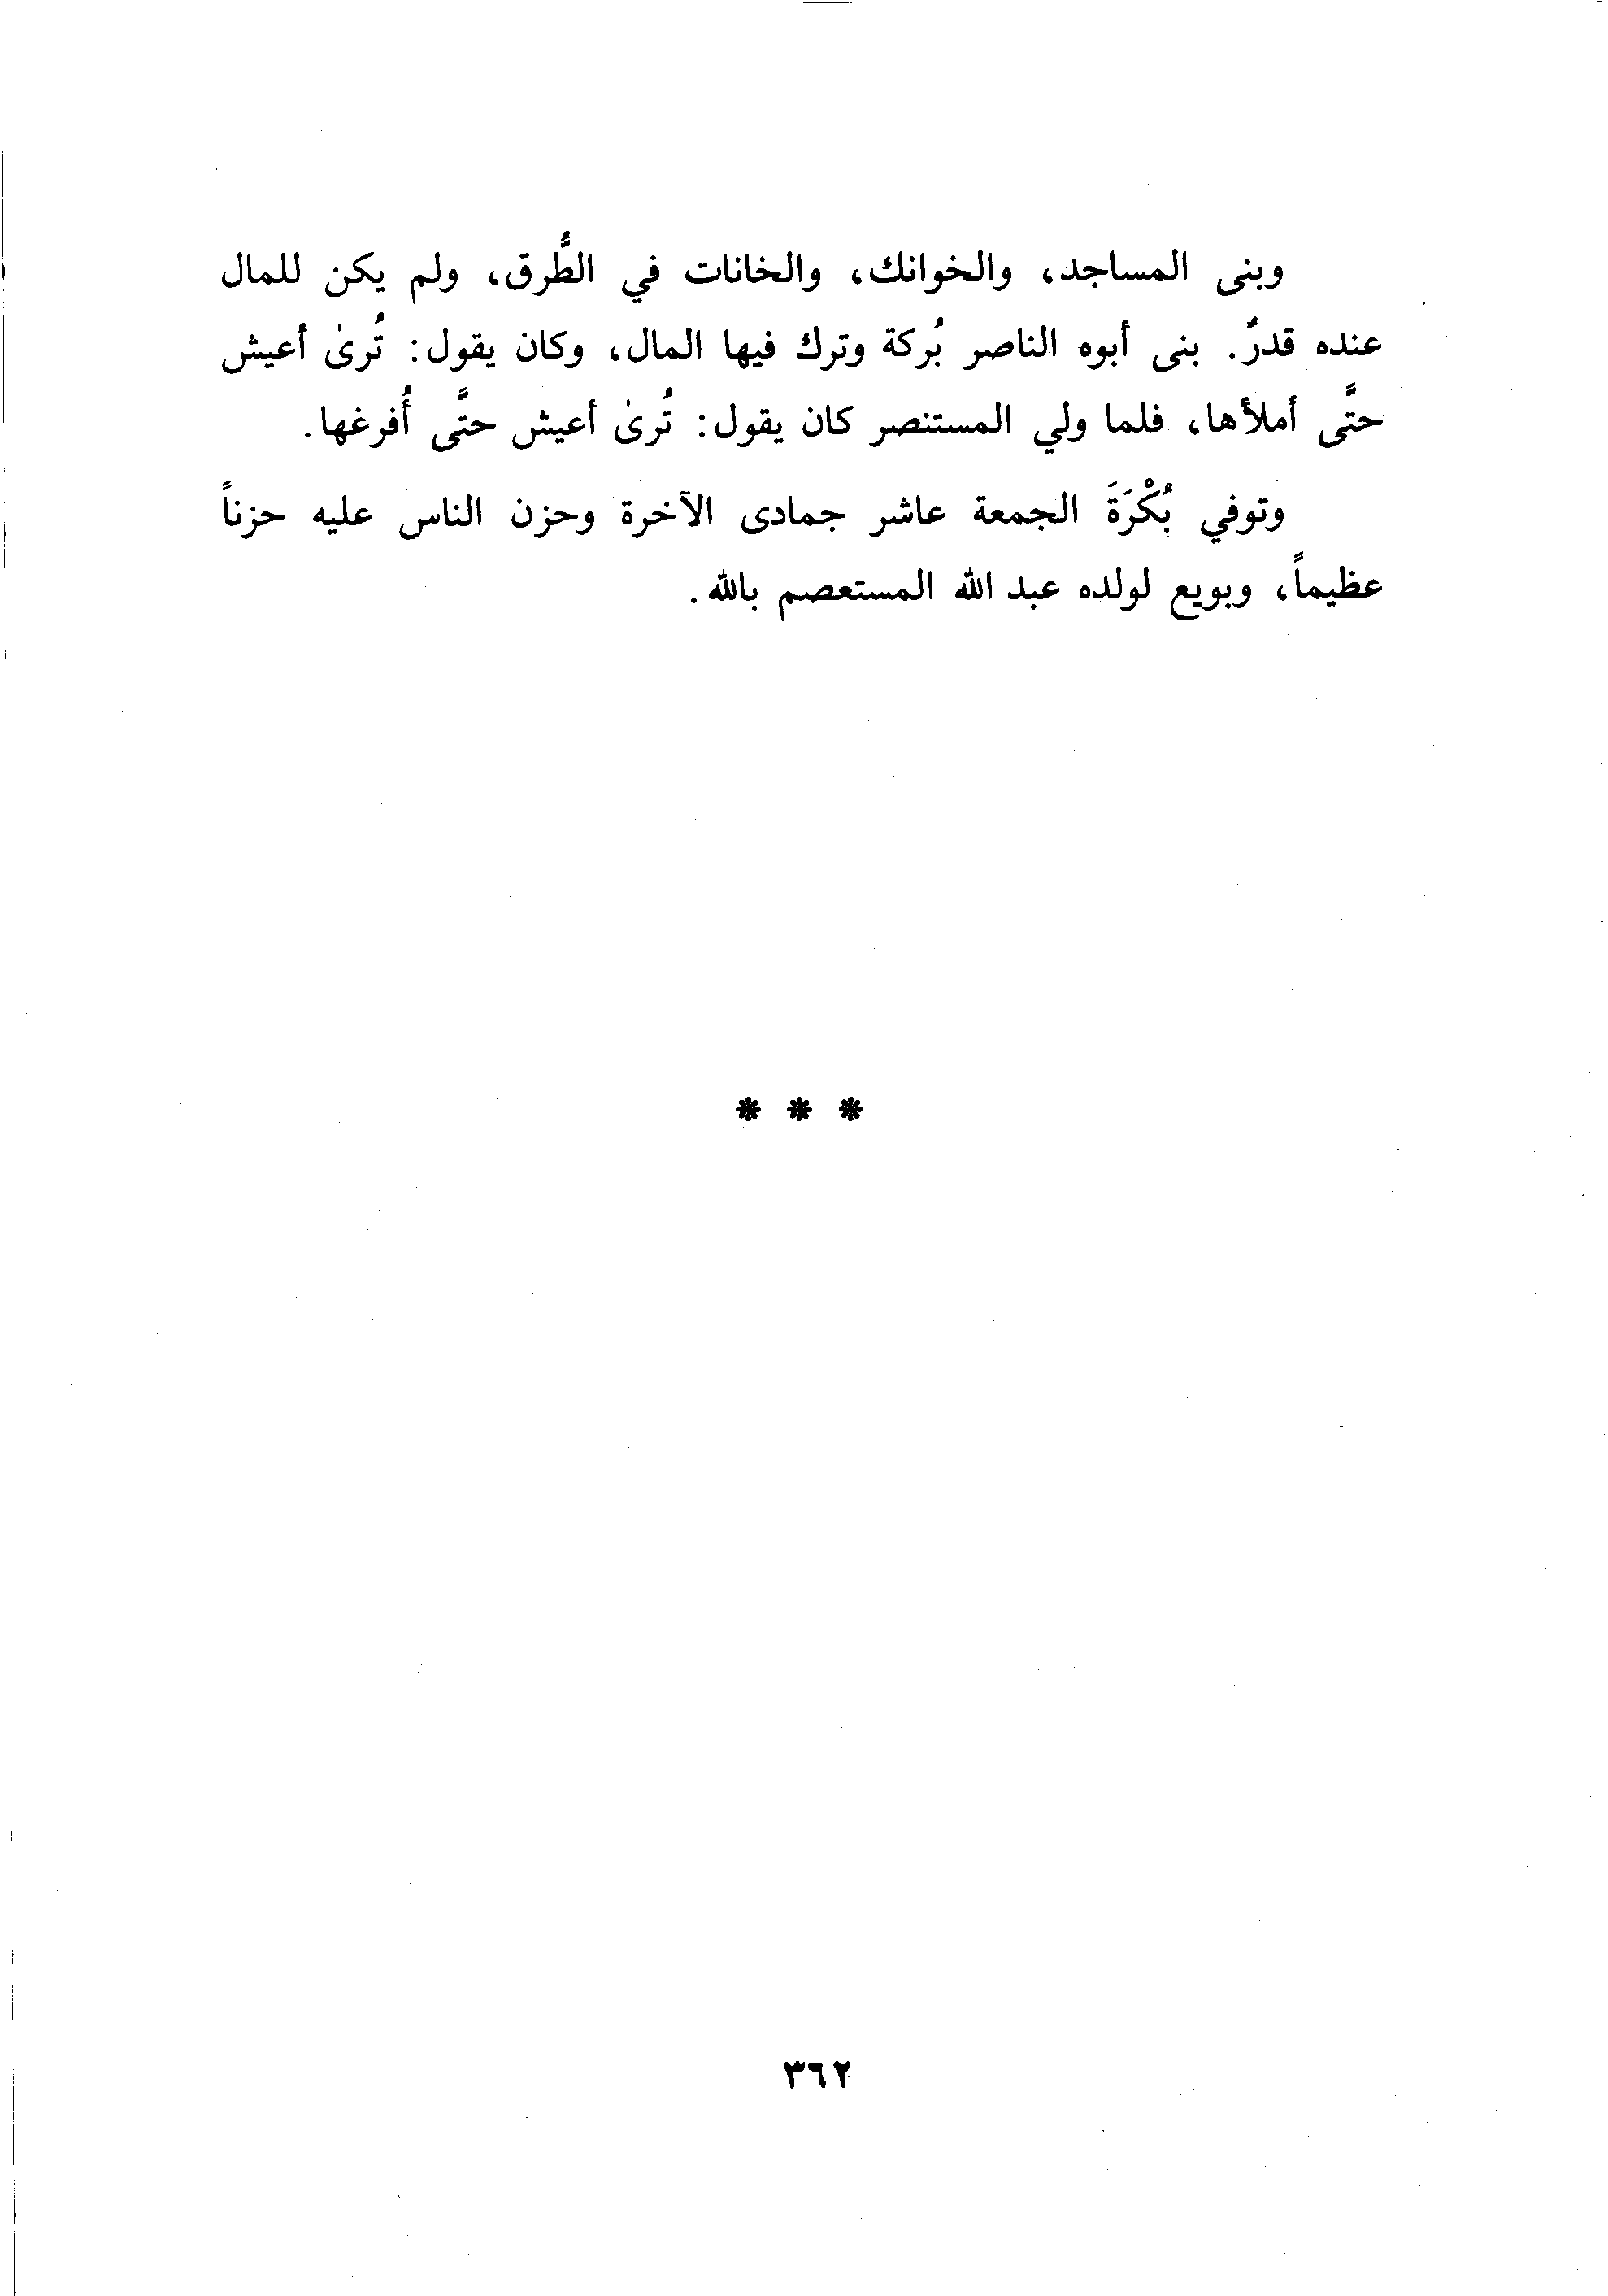 وبنى المساجد، والخوانك، والخانات في الطُّرق، ولم يكن للمال
عنده قدرٌ. بنى أبوه الناصر بُركة وترك فيها المال، وكان يقول: تُرىٰ أعيش
حتَّى أملأها، فلما ولي المستنصر كان يقول: تُرىٰ أعيش حتَّى أُفرغها.
وتوفي بُكْرَةَ الجمعة عاشر جمادى الآخرة وحزن الناس عليه حزناً
عظيماً، وبويع لولده عبد الله المستعصم بالله.
* * *
٣٦٢